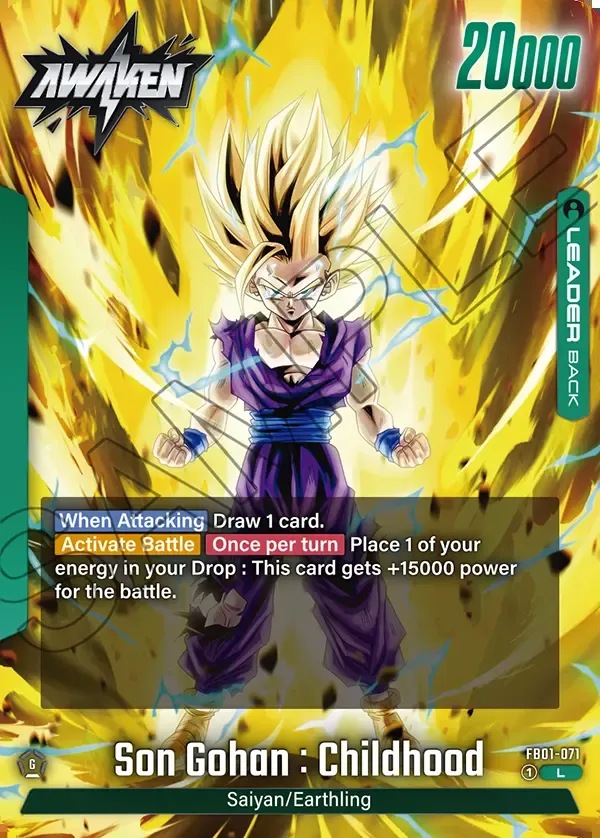 AWAKEN
20000
LEADER BACK
SAMPLE
When Attacking Draw 1 card.
Activate Battle Once per turn Place 1 of your
energy in your Drop : This card gets +15000 power
for the battle.
G
Son Gohan : Childhood
FB01-071
1 L
Saiyan/Earthling